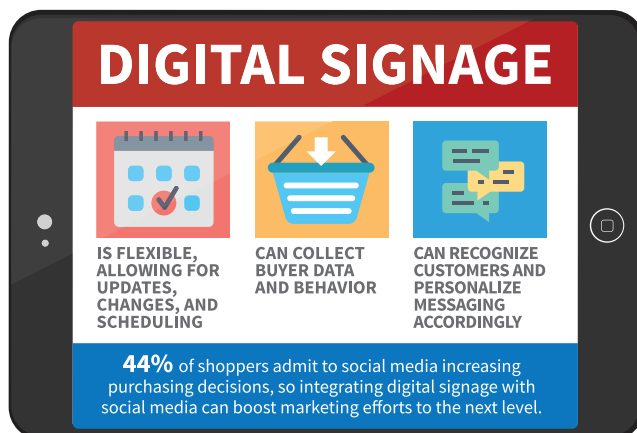 DIGITAL SIGNAGE
IS FLEXIBLE,
ALLOWING FOR
UPDATES,
CHANGES, AND
SCHEDULING
CAN COLLECT
BUYER DATA
AND BEHAVIOR
CAN RECOGNIZE
CUSTOMERS AND
PERSONALIZE
MESSAGING
ACCORDINGLY
44% of shoppers admit to social media increasing
purchasing decisions, so integrating digital signage with
social media can boost marketing efforts to the next level.